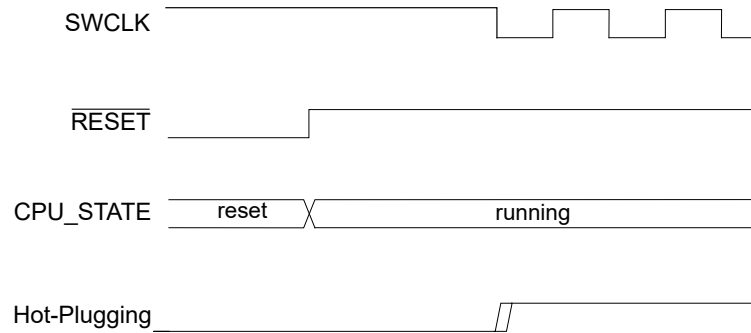 SWCLK
RESET
CPU_STATE
reset
running
Hot-Plugging